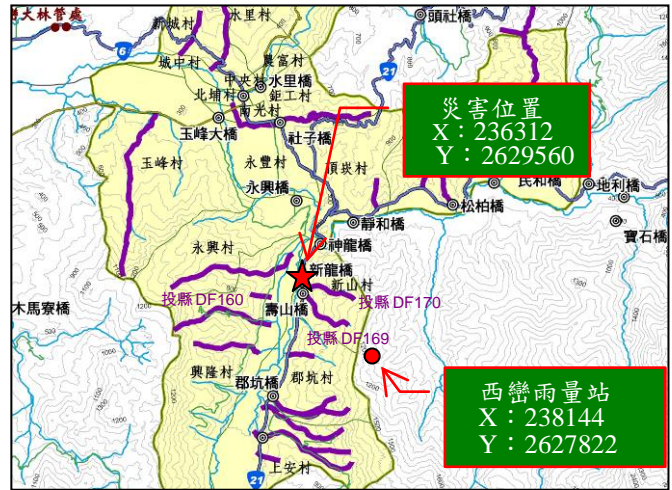 水里村
新城村
頭社橋
大林管處
16
城中村
農富村
21
中央村
水里橋
北埔村
鉅工村
南光村
玉峰大橋
社子橋
災害位置
X：236312
Y：2629560
玉峰村
永豐村
頂崁村
民和橋
地利橋
永興橋
松柏橋
靜和橋
寶石橋
永興村
神龍橋
新龍橋
新山村
投縣DF160
投縣DF170
壽山橋
木馬寮橋
投縣DF169
興隆村
郡坑村
郡坑橋
西巒雨量站
X：238144
Y：2627822
上安村
21